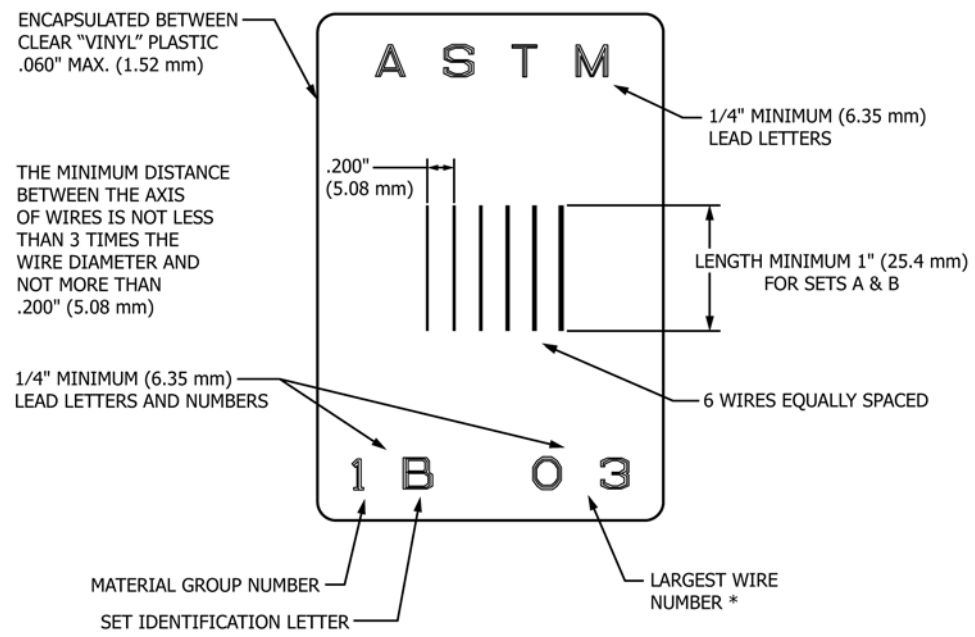 ENCAPSULATED BETWEEN
CLEAR “VINYL” PLASTIC
.060" MAX. (1.52 mm)
A S T M
1/4" MINIMUM (6.35 mm)
LEAD LETTERS
THE MINIMUM DISTANCE
BETWEEN THE AXIS
OF WIRES IS NOT LESS
THAN 3 TIMES THE
WIRE DIAMETER AND
NOT MORE THAN
.200" (5.08 mm)
.200"
(5.08 mm)
LENGTH MINIMUM 1" (25.4 mm)
FOR SETS A & B
1/4" MINIMUM (6.35 mm)
LEAD LETTERS AND NUMBERS
6 WIRES EQUALLY SPACED
1 B 0 3
MATERIAL GROUP NUMBER
SET IDENTIFICATION LETTER
LARGEST WIRE
NUMBER *